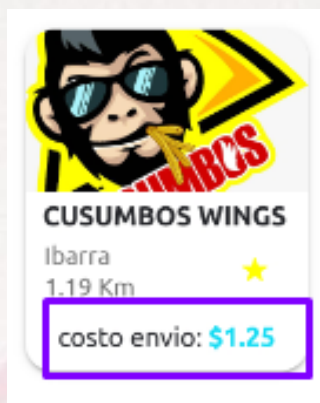 CUSUMBOS
CUSUMBOS WINGS
Ibarra
1.19 Km
costo envio: $1.25